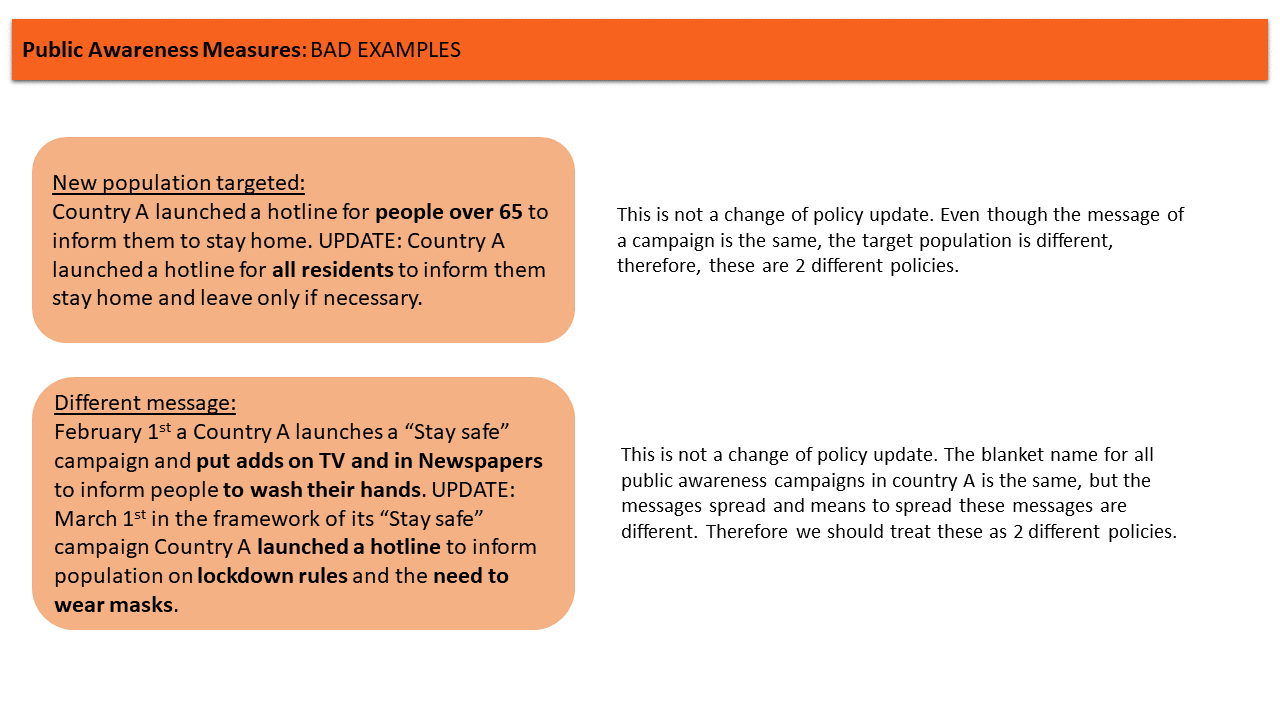 Public Awareness Measures: BAD EXAMPLES
New population targeted:
Country A launched a hotline for people over 65 to
inform them to stay home. UPDATE: Country A
launched a hotline for all residents to inform them
stay home and leave only if necessary.
This is not a change of policy update. Even though the message of
a campaign is the same, the target population is different,
therefore, these are 2 different policies.
Different message:
February 1st a Country A launches a “Stay safe”
campaign and put adds on TV and in Newspapers
to inform people to wash their hands. UPDATE:
March 1st in the framework of its “Stay safe”
campaign Country A launched a hotline to inform
population on lockdown rules and the need to
wear masks.
This is not a change of policy update. The blanket name for all
public awareness campaigns in country A is the same, but the
messages spread and means to spread these messages are
different. Therefore we should treat these as 2 different policies.